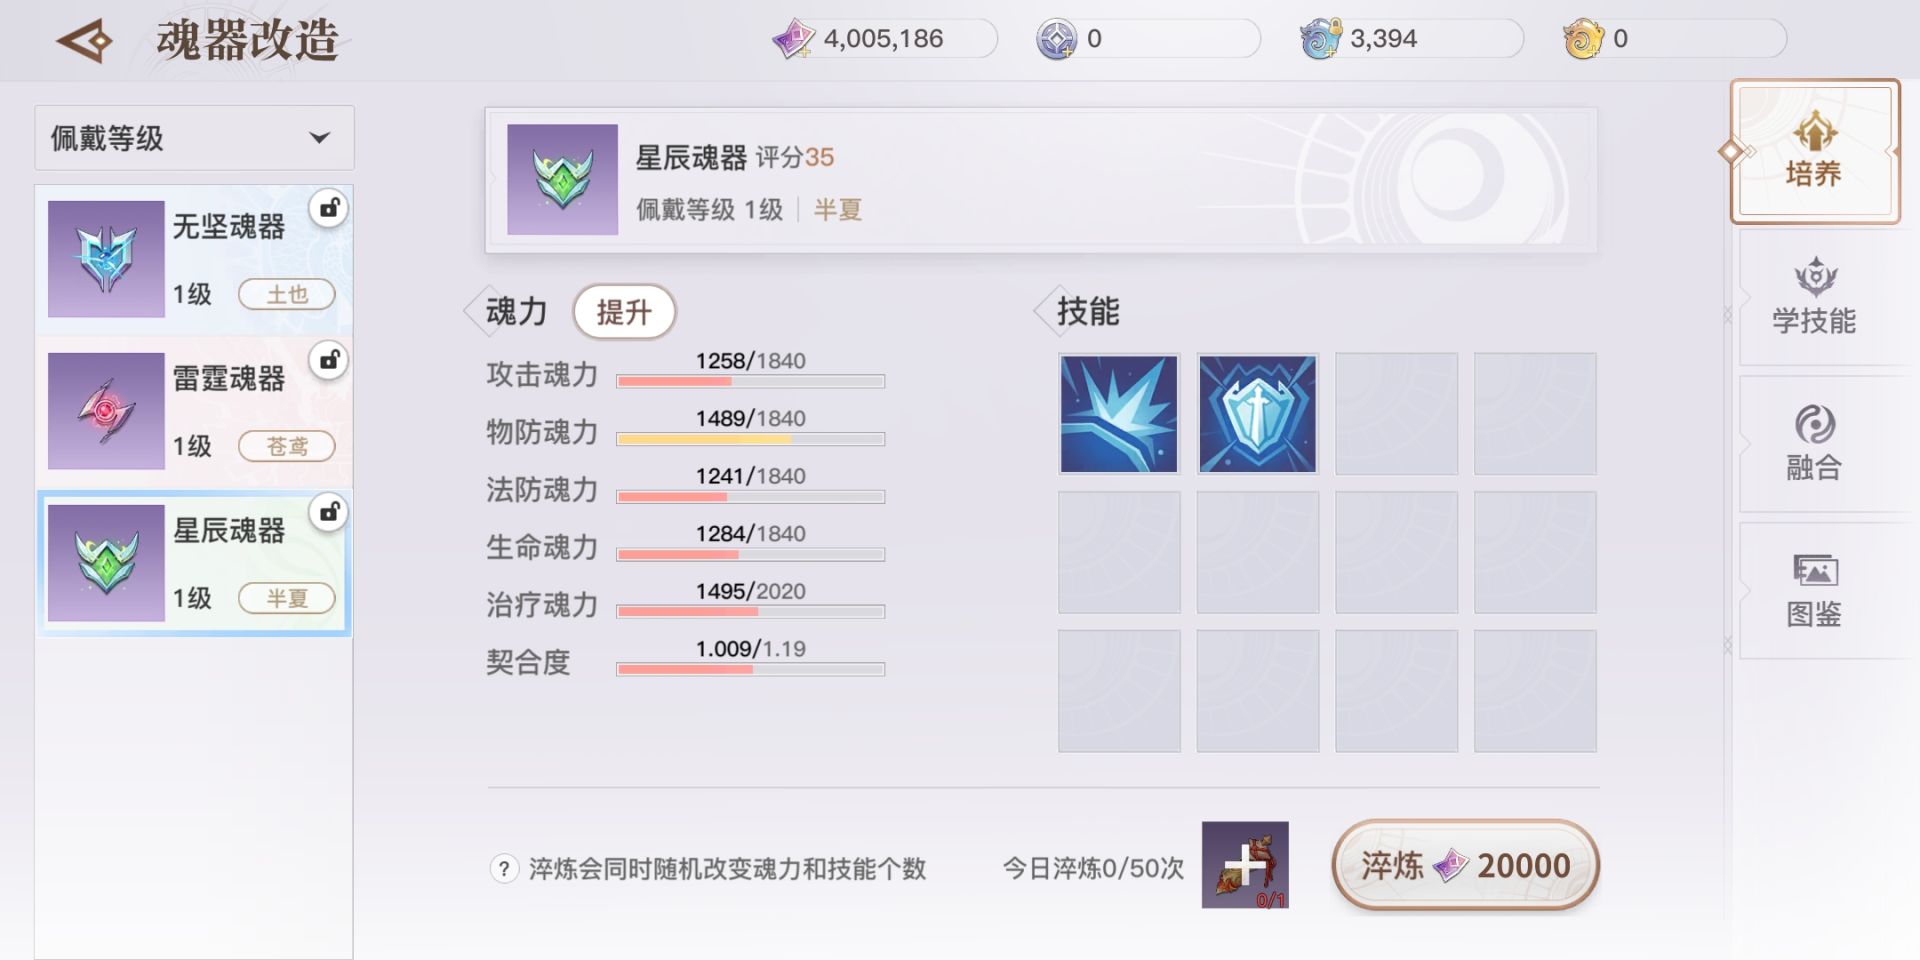 魂器改造
4,005,186
0
3,394
0
佩戴等级
无坚魂器
1级 土也
雷霆魂器
1级 苍鸢
星辰魂器
1级 半夏
星辰魂器 评分35
佩戴等级 1级 半夏
魂力 提升
攻击魂力 1258/1840
物防魂力 1489/1840
法防魂力 1241/1840
生命魂力 1284/1840
治疗魂力 1495/2020
契合度 1.009/1.19
技能
? 淬炼会同时随机改变魂力和技能个数
今日淬炼0/50次
0/1
淬炼 20000
培养
学技能
融合
图鉴